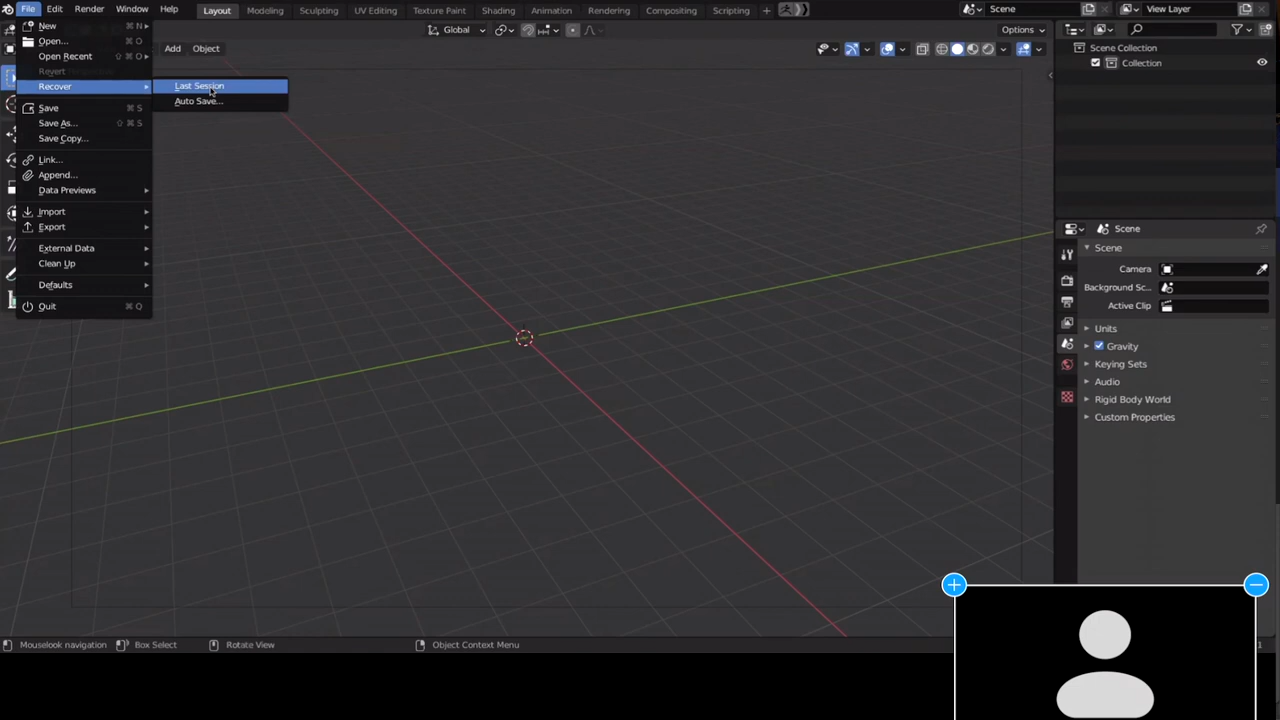 File Edit Render Window Help Layout Modeling Sculpting UV Editing Texture Paint Shading Animation Rendering Compositing Scripting + Scene View Layer
New ⌘ N
Global
Options
Open... ⌘ O
Add Object
Scene Collection
Open Recent ⇧ ⌘ O
Collection
Revert
Recover
Last Session
Auto Save...
Save ⌘ S
Save As... ⇧ ⌘ S
Save Copy...
Link...
Append...
Data Previews
Import
Export
External Data
Clean Up
Defaults
Quit ⌘ Q
Scene
Scene
Camera
Background Sc...
Active Clip
Units
Gravity
Keying Sets
Audio
Rigid Body World
Custom Properties
Mouselook navigation Box Select Rotate View Object Context Menu